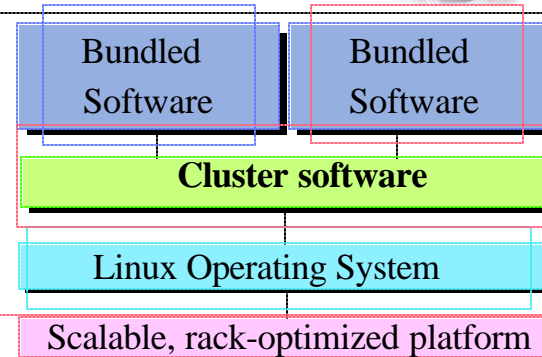 Bundled
Software
Bundled
Software
Cluster software
Linux Operating System
Scalable, rack-optimized platform